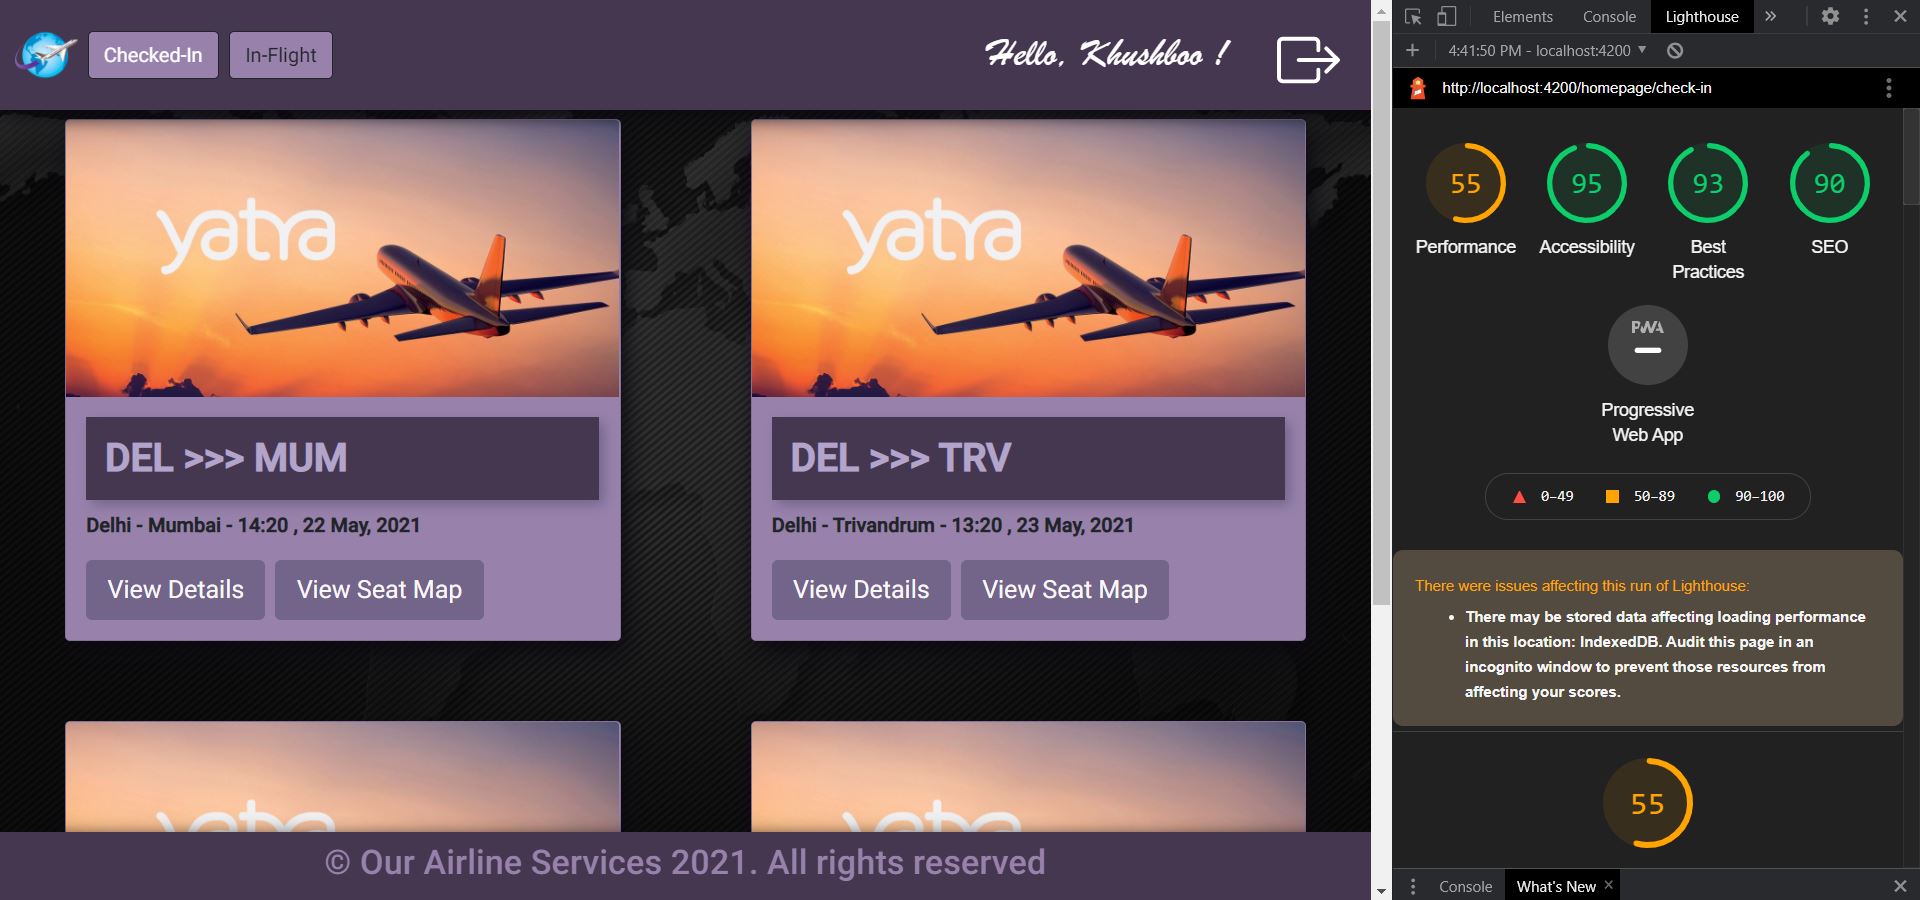 Checked-In
In-Flight
Hello, Khushboo !
yatra
DEL >>> MUM
Delhi - Mumbai - 14:20 , 22 May, 2021
View Details
View Seat Map
yatra
DEL >>> TRV
Delhi - Trivandrum - 13:20 , 23 May, 2021
View Details
View Seat Map
yatra
yatra
© Our Airline Services 2021. All rights reserved
Elements
Console
Lighthouse
4:41:50 PM - localhost:4200
http://localhost:4200/homepage/check-in
55
Performance
95
Accessibility
93
Best
Practices
90
SEO
PWA
Progressive
Web App
0–49
50–89
90–100
There were issues affecting this run of Lighthouse:
There may be stored data affecting loading performance
in this location: IndexedDB. Audit this page in an
incognito window to prevent those resources from
affecting your scores.
55
Console
What's New